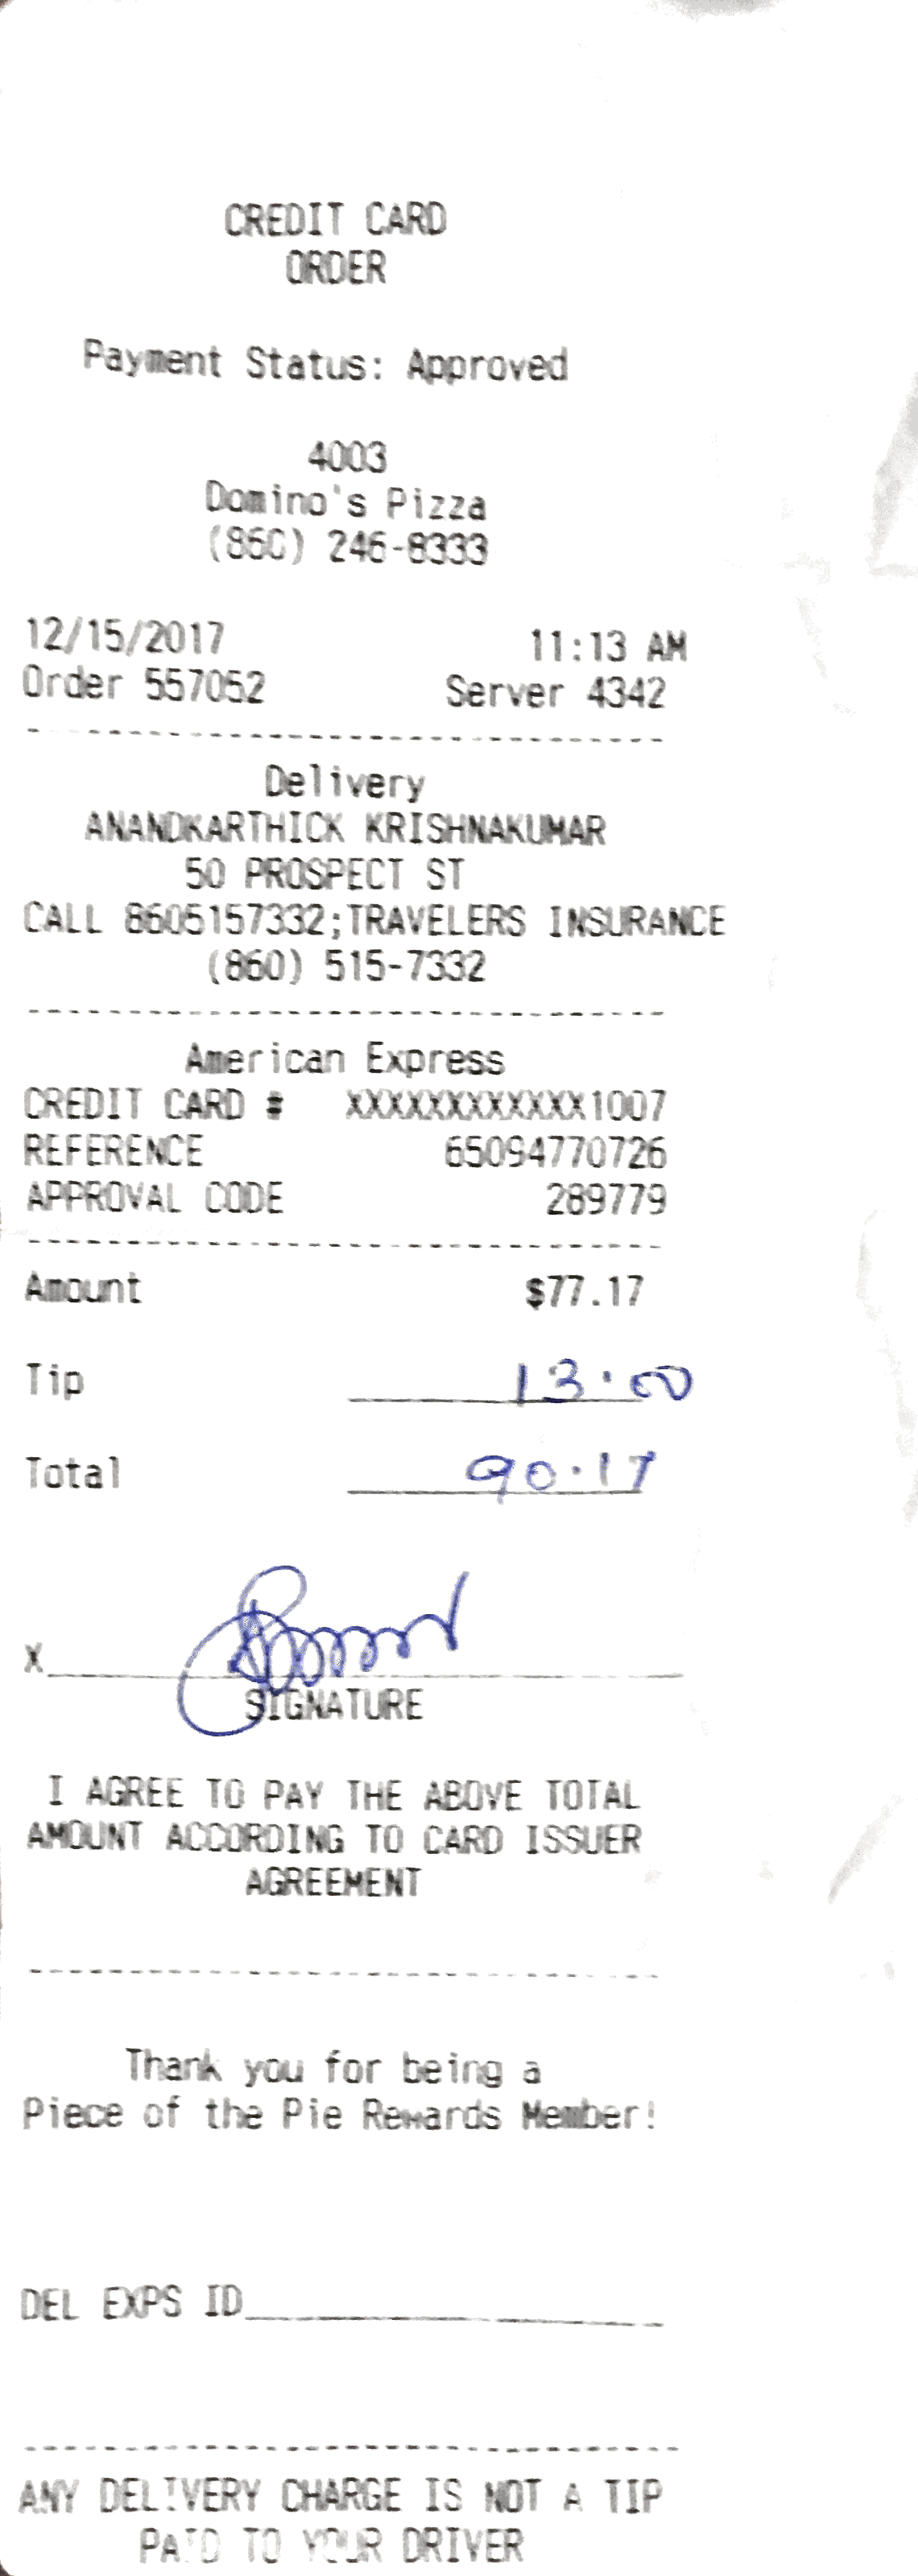 CREDIT CARD
ORDER
Payment Status: Approved
4003
Domino's Pizza
(860) 246-8333
12/15/2017 11:13 AM
Order 557052 Server 4342
Delivery
ANANDKARTHICK KRISHNAKUMAR
50 PROSPECT ST
CALL 8605157332;TRAVELERS INSURANCE
(860) 515-7332
American Express
CREDIT CARD # XXXXXXXXXXXX1007
REFERENCE 65094770726
APPROVAL CODE 289779
Amount $77.17
Tip 13.00
Total 90.17
X
SIGNATURE
I AGREE TO PAY THE ABOVE TOTAL
AMOUNT ACCORDING TO CARD ISSUER
AGREEMENT
Thank you for being a
Piece of the Pie Rewards Member!
DEL EXPS ID
ANY DELIVERY CHARGE IS NOT A TIP
PAID TO YOUR DRIVER